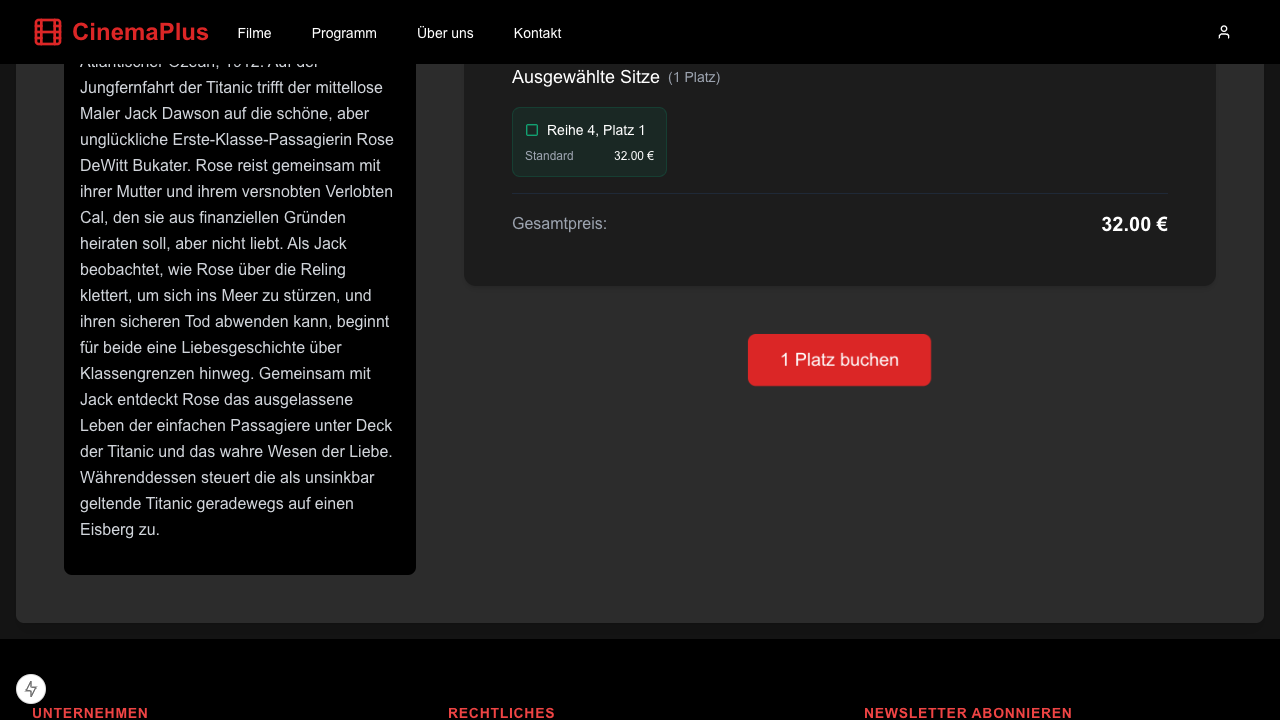 CinemaPlus
Filme
Programm
Über uns
Kontakt
Atlantischer Ozean, 1912. Auf der
Jungfernfahrt der Titanic trifft der mittellose
Maler Jack Dawson auf die schöne, aber
unglückliche Erste-Klasse-Passagierin Rose
DeWitt Bukater. Rose reist gemeinsam mit
ihrer Mutter und ihrem versnobten Verlobten
Cal, den sie aus finanziellen Gründen
heiraten soll, aber nicht liebt. Als Jack
beobachtet, wie Rose über die Reling
klettert, um sich ins Meer zu stürzen, und
ihren sicheren Tod abwenden kann, beginnt
für beide eine Liebesgeschichte über
Klassengrenzen hinweg. Gemeinsam mit
Jack entdeckt Rose das ausgelassene
Leben der einfachen Passagiere unter Deck
der Titanic und das wahre Wesen der Liebe.
Währenddessen steuert die als unsinkbar
geltende Titanic geradewegs auf einen
Eisberg zu.
Ausgewählte Sitze (1 Platz)
Reihe 4, Platz 1
Standard 32.00 €
Gesamtpreis: 32.00 €
1 Platz buchen
UNTERNEHMEN
RECHTLICHES
NEWSLETTER ABONNIEREN